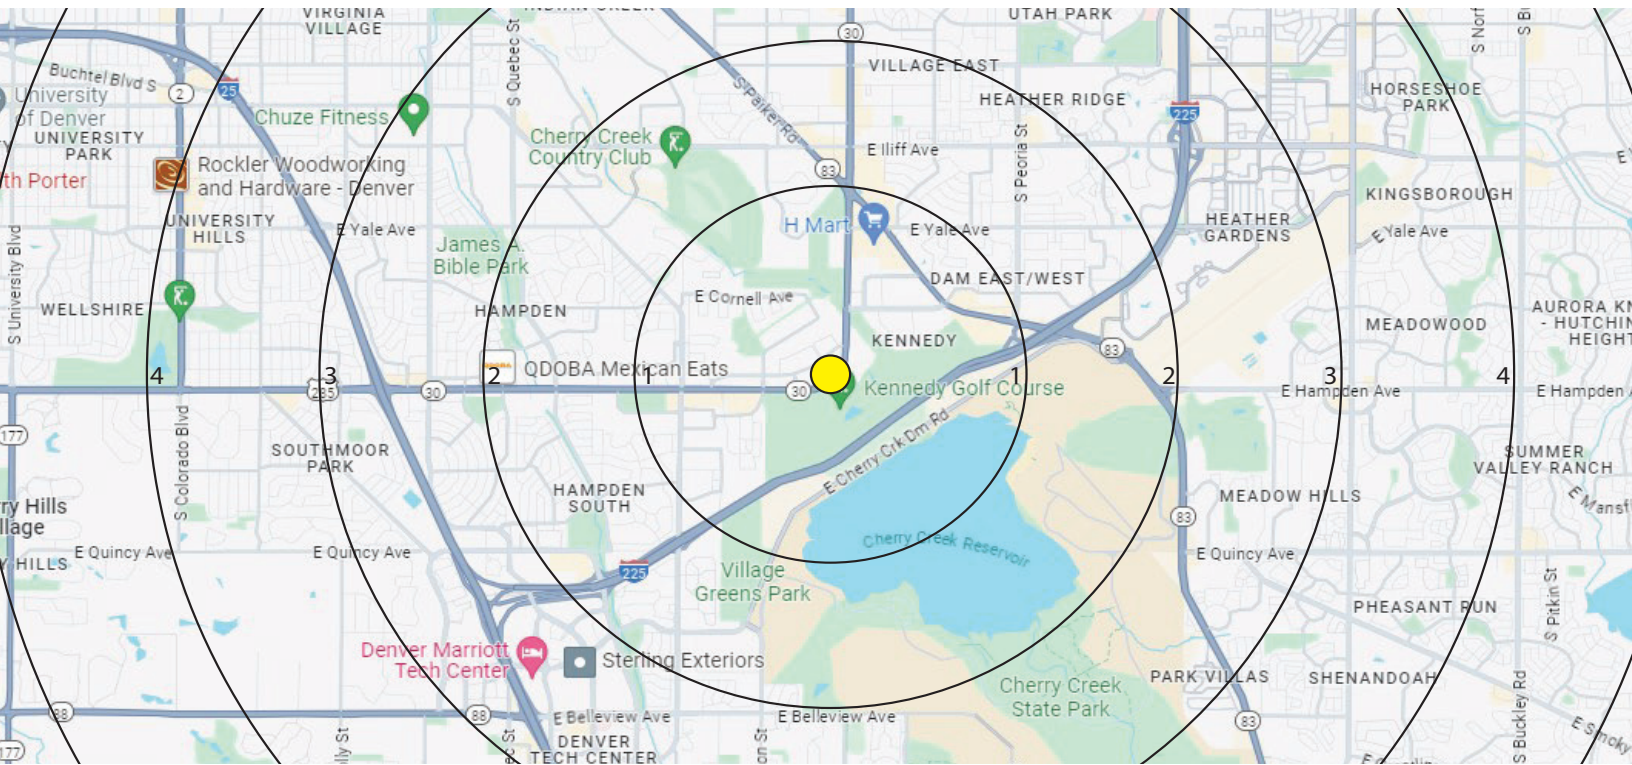 VIRGINIA
VILLAGE
INDIAN CREEK
UTAH PARK
S Quebec St
30
S Parker Rd
VILLAGE EAST
HEATHER RIDGE
S Peoria St
225
HORSESHOE
PARK
Buchtel Blvd S
2
25
University
of Denver
UNIVERSITY
PARK
Chuze Fitness
Cherry Creek
Country Club
83
E Iliff Ave
Rockler Woodworking
and Hardware - Denver
th Porter
KINGSBOROUGH
UNIVERSITY
HILLS
E Yale Ave
H Mart
E Yale Ave
HEATHER
GARDENS
E Yale Ave
James A.
Bible Park
S University Blvd
WELLSHIRE
HAMPDEN
E Cornell Ave
DAM EAST/WEST
KENNEDY
83
MEADOWOOD
AURORA KN
- HUTCHIN
HEIGHT
4
3
2
QDOBA Mexican Eats
1
1
2
3
4
285
30
30
Kennedy Golf Course
E Hampden Ave
E Hampden
177
S Colorado Blvd
SOUTHMOOR
PARK
E Cherry Crk Dm Rd
SUMMER
VALLEY RANCH
HAMPDEN
SOUTH
MEADOW HILLS
E Mansf
ry Hills
llage
83
Cherry Creek Reservoir
E Quincy Ave
E Quincy Ave
E Quincy Ave
Y HILLS
225
Village
Greens Park
PHEASANT RUN
S Pitkin St
Denver Marriott
Tech Center
Sterling Exteriors
Cherry Creek
State Park
PARK VILLAS
SHENANDOAH
S Buckley Rd
88
88
E Belleview Ave
E Belleview Ave
83
E Smoky
177
DENVER
TECH CENTER